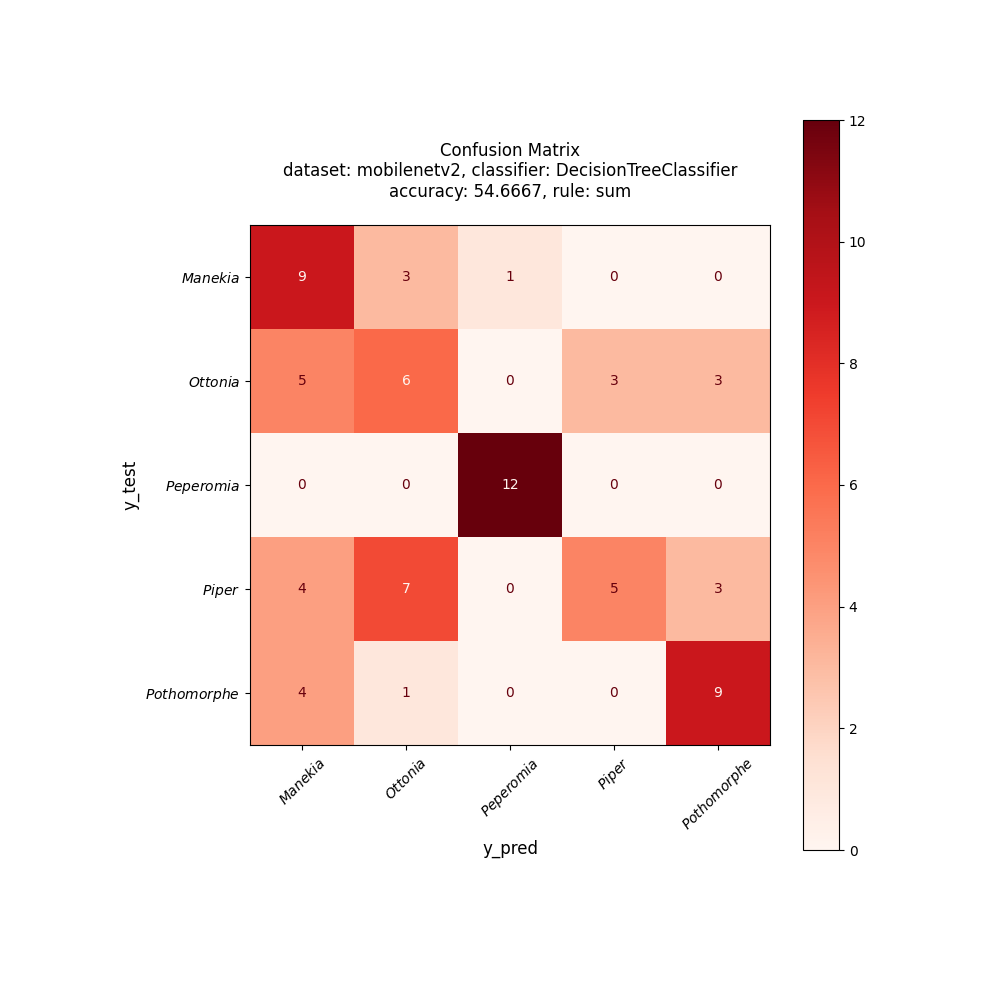 Confusion Matrix
dataset: mobilenetv2, classifier: DecisionTreeClassifier
accuracy: 54.6667, rule: sum
y_test
Manekia 9 3 1 0 0
Ottonia 5 6 0 3 3
Peperomia 0 0 12 0 0
Piper 4 7 0 5 3
Pothomorphe 4 1 0 0 9
Manekia Ottonia Peperomia Piper Pothomorphe
y_pred
12
10
8
6
4
2
0